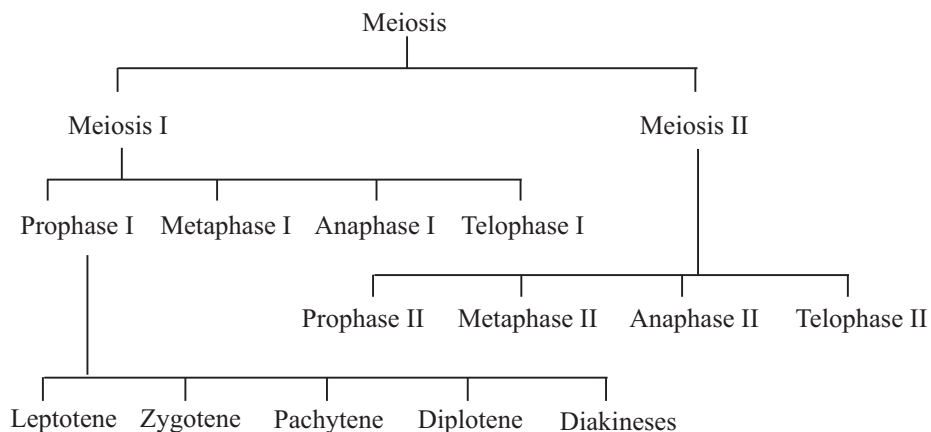 Meiosis
Meiosis I Meiosis II
Prophase I Metaphase I Anaphase I Telophase I
Prophase II Metaphase II Anaphase II Telophase II
Leptotene Zygotene Pachytene Diplotene Diakineses